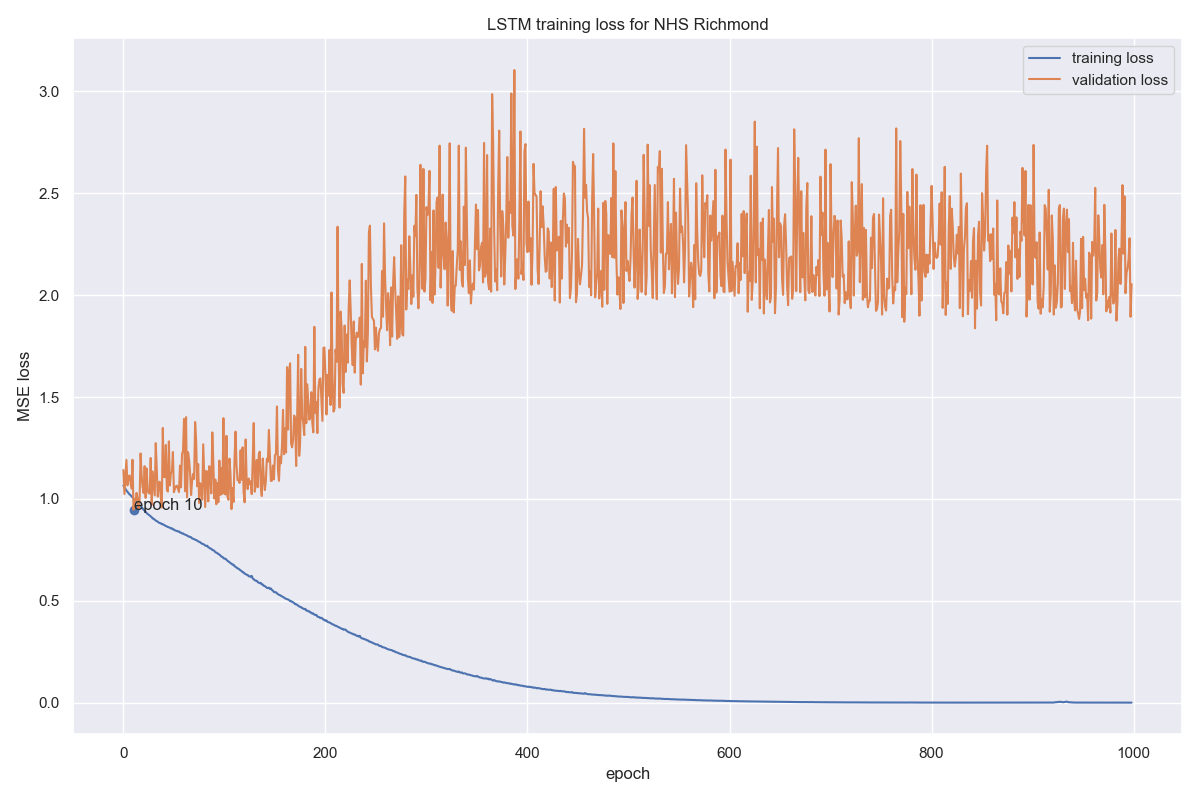 LSTM training loss for NHS Richmond
training loss
validation loss
3.0
2.5
2.0
1.5
1.0
0.5
0.0
MSE loss
epoch 10
0 200 400 600 800 1000
epoch